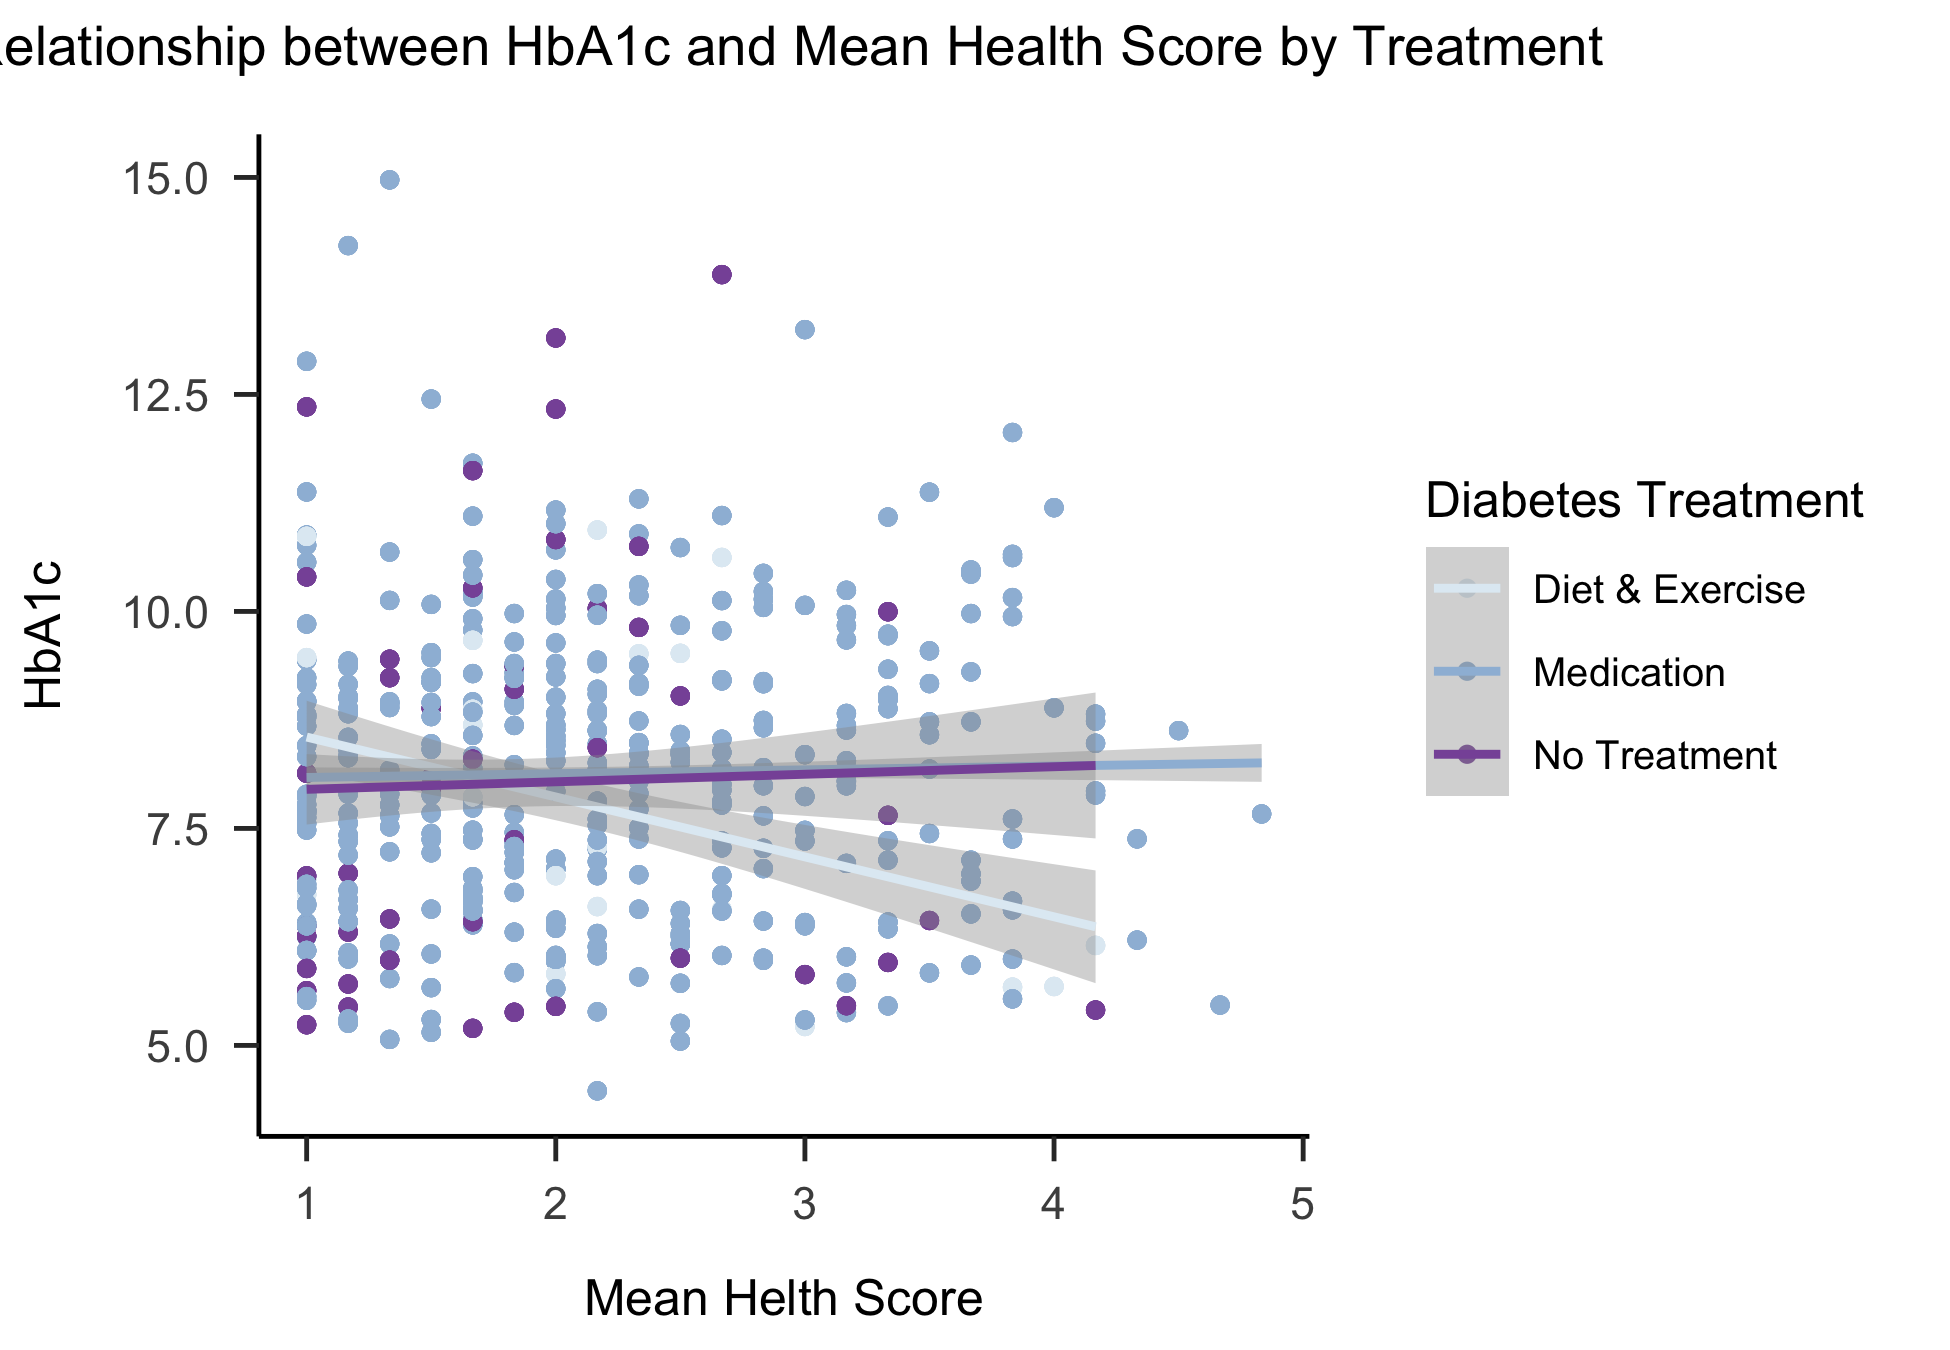 elationship between HbA1c and Mean Health Score by Treatment
15.0
12.5
10.0
7.5
5.0
HbA1c
1 2 3 4 5
Mean Helth Score
Diabetes Treatment
Diet & Exercise
Medication
No Treatment